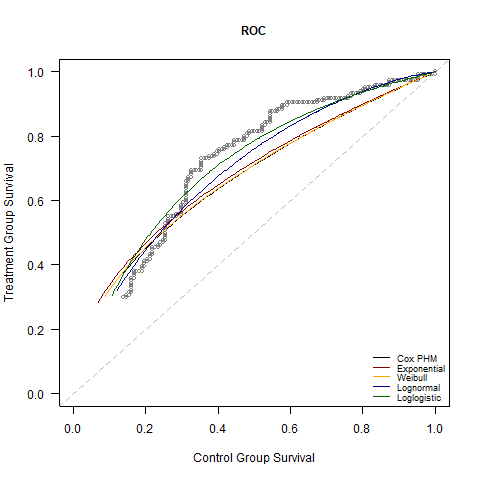 ROC
Treatment Group Survival
1.0
0.8
0.6
0.4
0.2
0.0
Cox PHM
Exponential
Weibull
Lognormal
Loglogistic
0.0 0.2 0.4 0.6 0.8 1.0
Control Group Survival